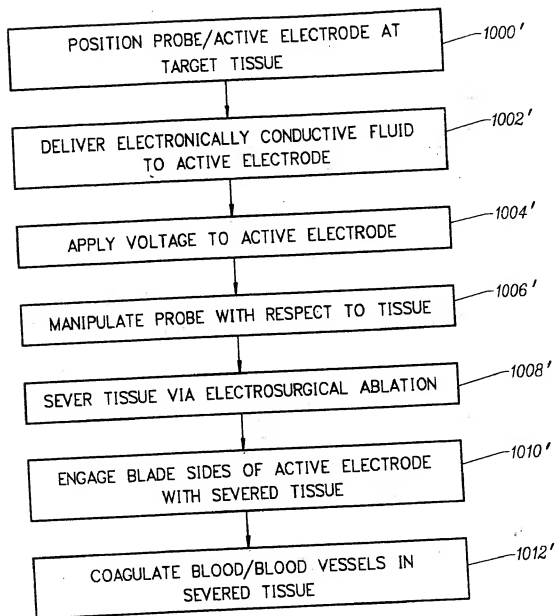 POSITION PROBE/ACTIVE ELECTRODE AT
TARGET TISSUE
1000'
DELIVER ELECTRONICALLY CONDUCTIVE FLUID
TO ACTIVE ELECTRODE
1002'
APPLY VOLTAGE TO ACTIVE ELECTRODE
1004'
MANIPULATE PROBE WITH RESPECT TO TISSUE
1006'
SEVER TISSUE VIA ELECTROSURGICAL ABLATION
1008'
ENGAGE BLADE SIDES OF ACTIVE ELECTRODE
WITH SEVERED TISSUE
1010'
COAGULATE BLOOD/BLOOD VESSELS IN
SEVERED TISSUE
1012'